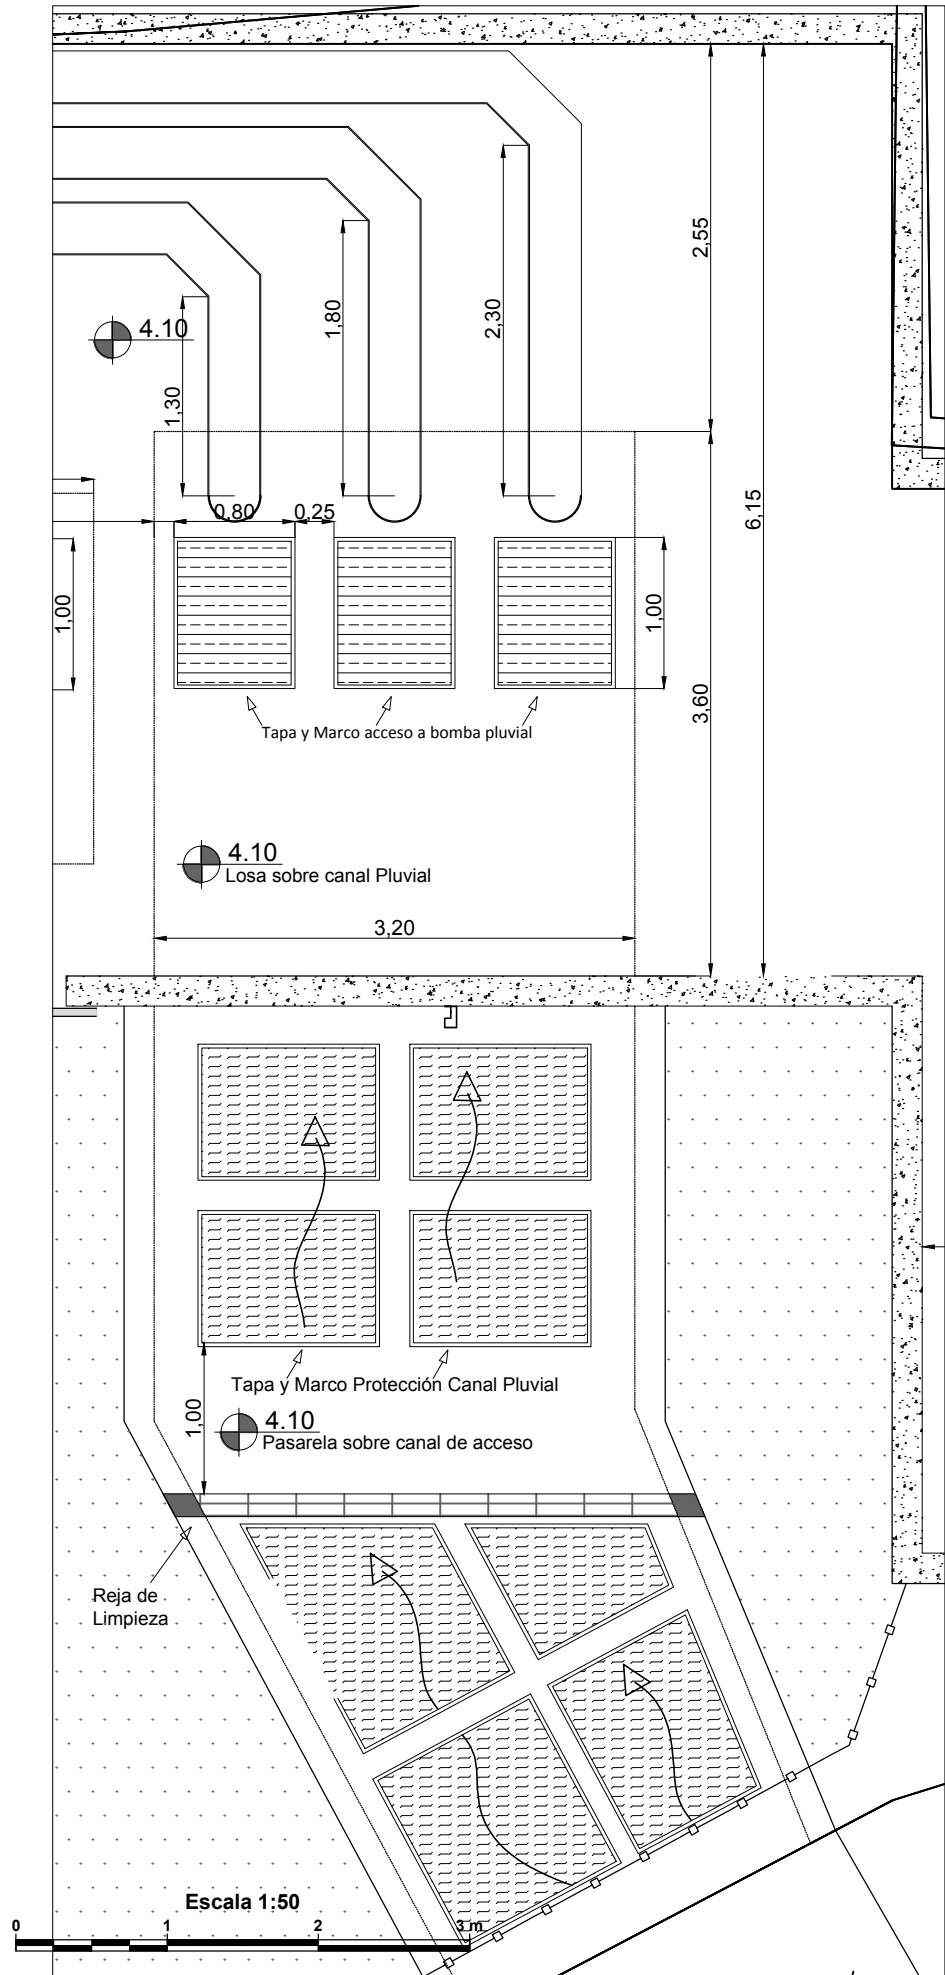 2,55
2,30
1,80
4.10
1,30
6,15
0,80
0,25
1,00
1,00
3,60
Tapa y Marco acceso a bomba pluvial
4.10
Losa sobre canal Pluvial
3,20
Tapa y Marco Protección Canal Pluvial
1,00
4.10
Pasarela sobre canal de acceso
Reja de
Limpieza
Escala 1:50
0 1 2 3 m